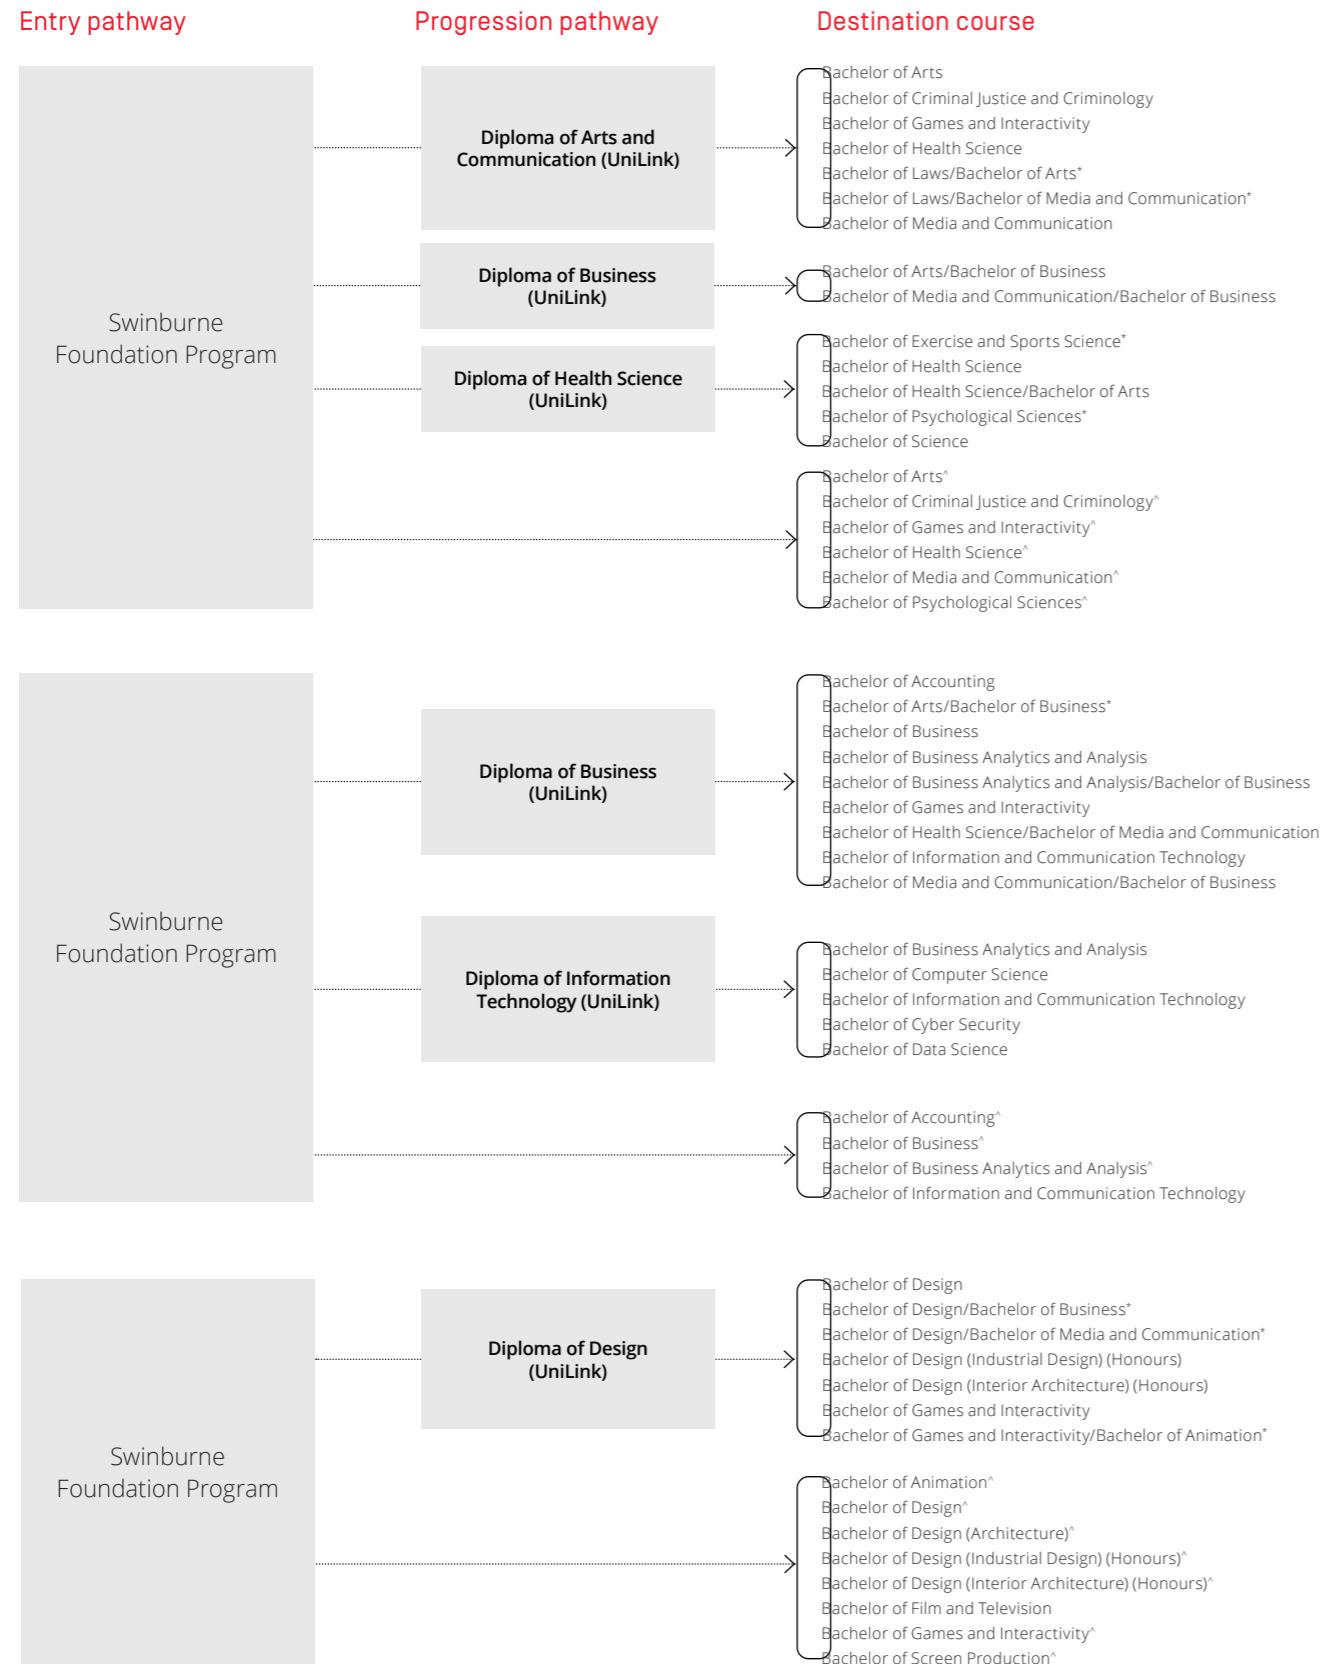 Entry pathway
Progression pathway
Destination course
Swinburne
Foundation Program
Diploma of Arts and
Communication (UniLink)
Bachelor of Arts
Bachelor of Criminal Justice and Criminology
Bachelor of Games and Interactivity
Bachelor of Health Science
Bachelor of Laws/Bachelor of Arts*
Bachelor of Laws/Bachelor of Media and Communication*
Bachelor of Media and Communication
Diploma of Business
(UniLink)
Bachelor of Arts/Bachelor of Business
Bachelor of Media and Communication/Bachelor of Business
Diploma of Health Science
(UniLink)
Bachelor of Exercise and Sports Science*
Bachelor of Health Science
Bachelor of Health Science/Bachelor of Arts
Bachelor of Psychological Sciences*
Bachelor of Science
Bachelor of Arts^
Bachelor of Criminal Justice and Criminology^
Bachelor of Games and Interactivity^
Bachelor of Health Science^
Bachelor of Media and Communication^
Bachelor of Psychological Sciences^
Swinburne
Foundation Program
Diploma of Business
(UniLink)
Bachelor of Accounting
Bachelor of Arts/Bachelor of Business*
Bachelor of Business
Bachelor of Business Analytics and Analysis
Bachelor of Business Analytics and Analysis/Bachelor of Business
Bachelor of Games and Interactivity
Bachelor of Health Science/Bachelor of Media and Communication
Bachelor of Information and Communication Technology
Bachelor of Media and Communication/Bachelor of Business
Diploma of Information
Technology (UniLink)
Bachelor of Business Analytics and Analysis
Bachelor of Computer Science
Bachelor of Information and Communication Technology
Bachelor of Cyber Security
Bachelor of Data Science
Bachelor of Accounting^
Bachelor of Business^
Bachelor of Business Analytics and Analysis^
Bachelor of Information and Communication Technology
Swinburne
Foundation Program
Diploma of Design
(UniLink)
Bachelor of Design
Bachelor of Design/Bachelor of Business*
Bachelor of Design/Bachelor of Media and Communication*
Bachelor of Design (Industrial Design) (Honours)
Bachelor of Design (Interior Architecture) (Honours)
Bachelor of Games and Interactivity
Bachelor of Games and Interactivity/Bachelor of Animation*
Bachelor of Animation^
Bachelor of Design^
Bachelor of Design (Architecture)^
Bachelor of Design (Industrial Design) (Honours)^
Bachelor of Design (Interior Architecture) (Honours)^
Bachelor of Film and Television
Bachelor of Games and Interactivity^
Bachelor of Screen Production^